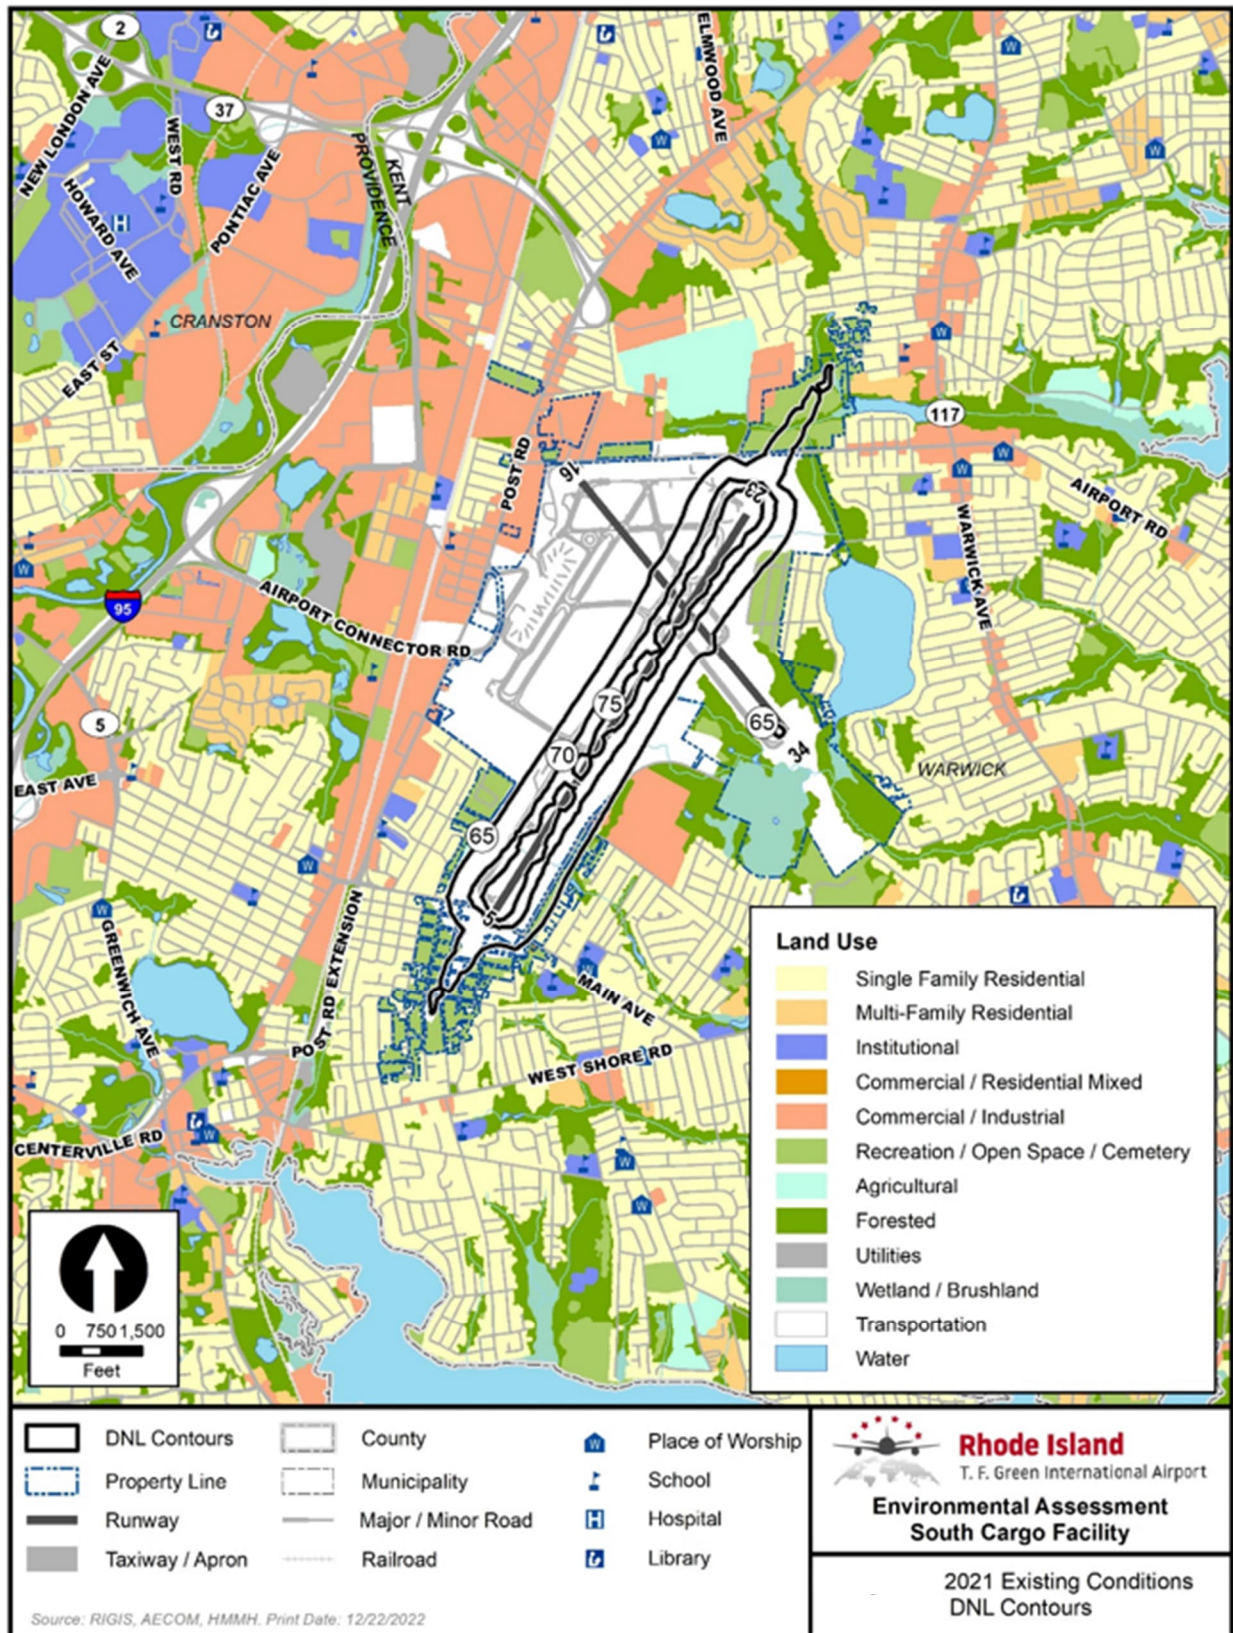 2
NEW LONDON AVE
37
WEST RD
PONTIAC AVE
HOWARD AVE
H
PROVIDENCE
KENT
ELMWOOD AVE
W
W
W
CRANSTON
EAST ST
W
117
POST RD
16
23
W
W
AIRPORT RD
WARWICK AVE
W
95
AIRPORT CONNECTOR RD
W
5
75
65
70
34
WARWICK
EAST AVE
65
W
5
W
GREENWICH AVE
POST RD EXTENSION
W
MAIN AVE
WEST SHORE RD
CENTERVILLE RD
W
W
W
Land Use
Single Family Residential
Multi-Family Residential
Institutional
Commercial / Residential Mixed
Commercial / Industrial
Recreation / Open Space / Cemetery
Agricultural
Forested
Utilities
Wetland / Brushland
Transportation
Water
0 750 1,500
Feet
DNL Contours
County
W Place of Worship
Property Line
Municipality
School
Runway
Major / Minor Road
H Hospital
Taxiway / Apron
Railroad
Library
Source: RIGIS, AECOM, HMMH. Print Date: 12/22/2022
Rhode Island
T. F. Green International Airport
Environmental Assessment
South Cargo Facility
2021 Existing Conditions
DNL Contours